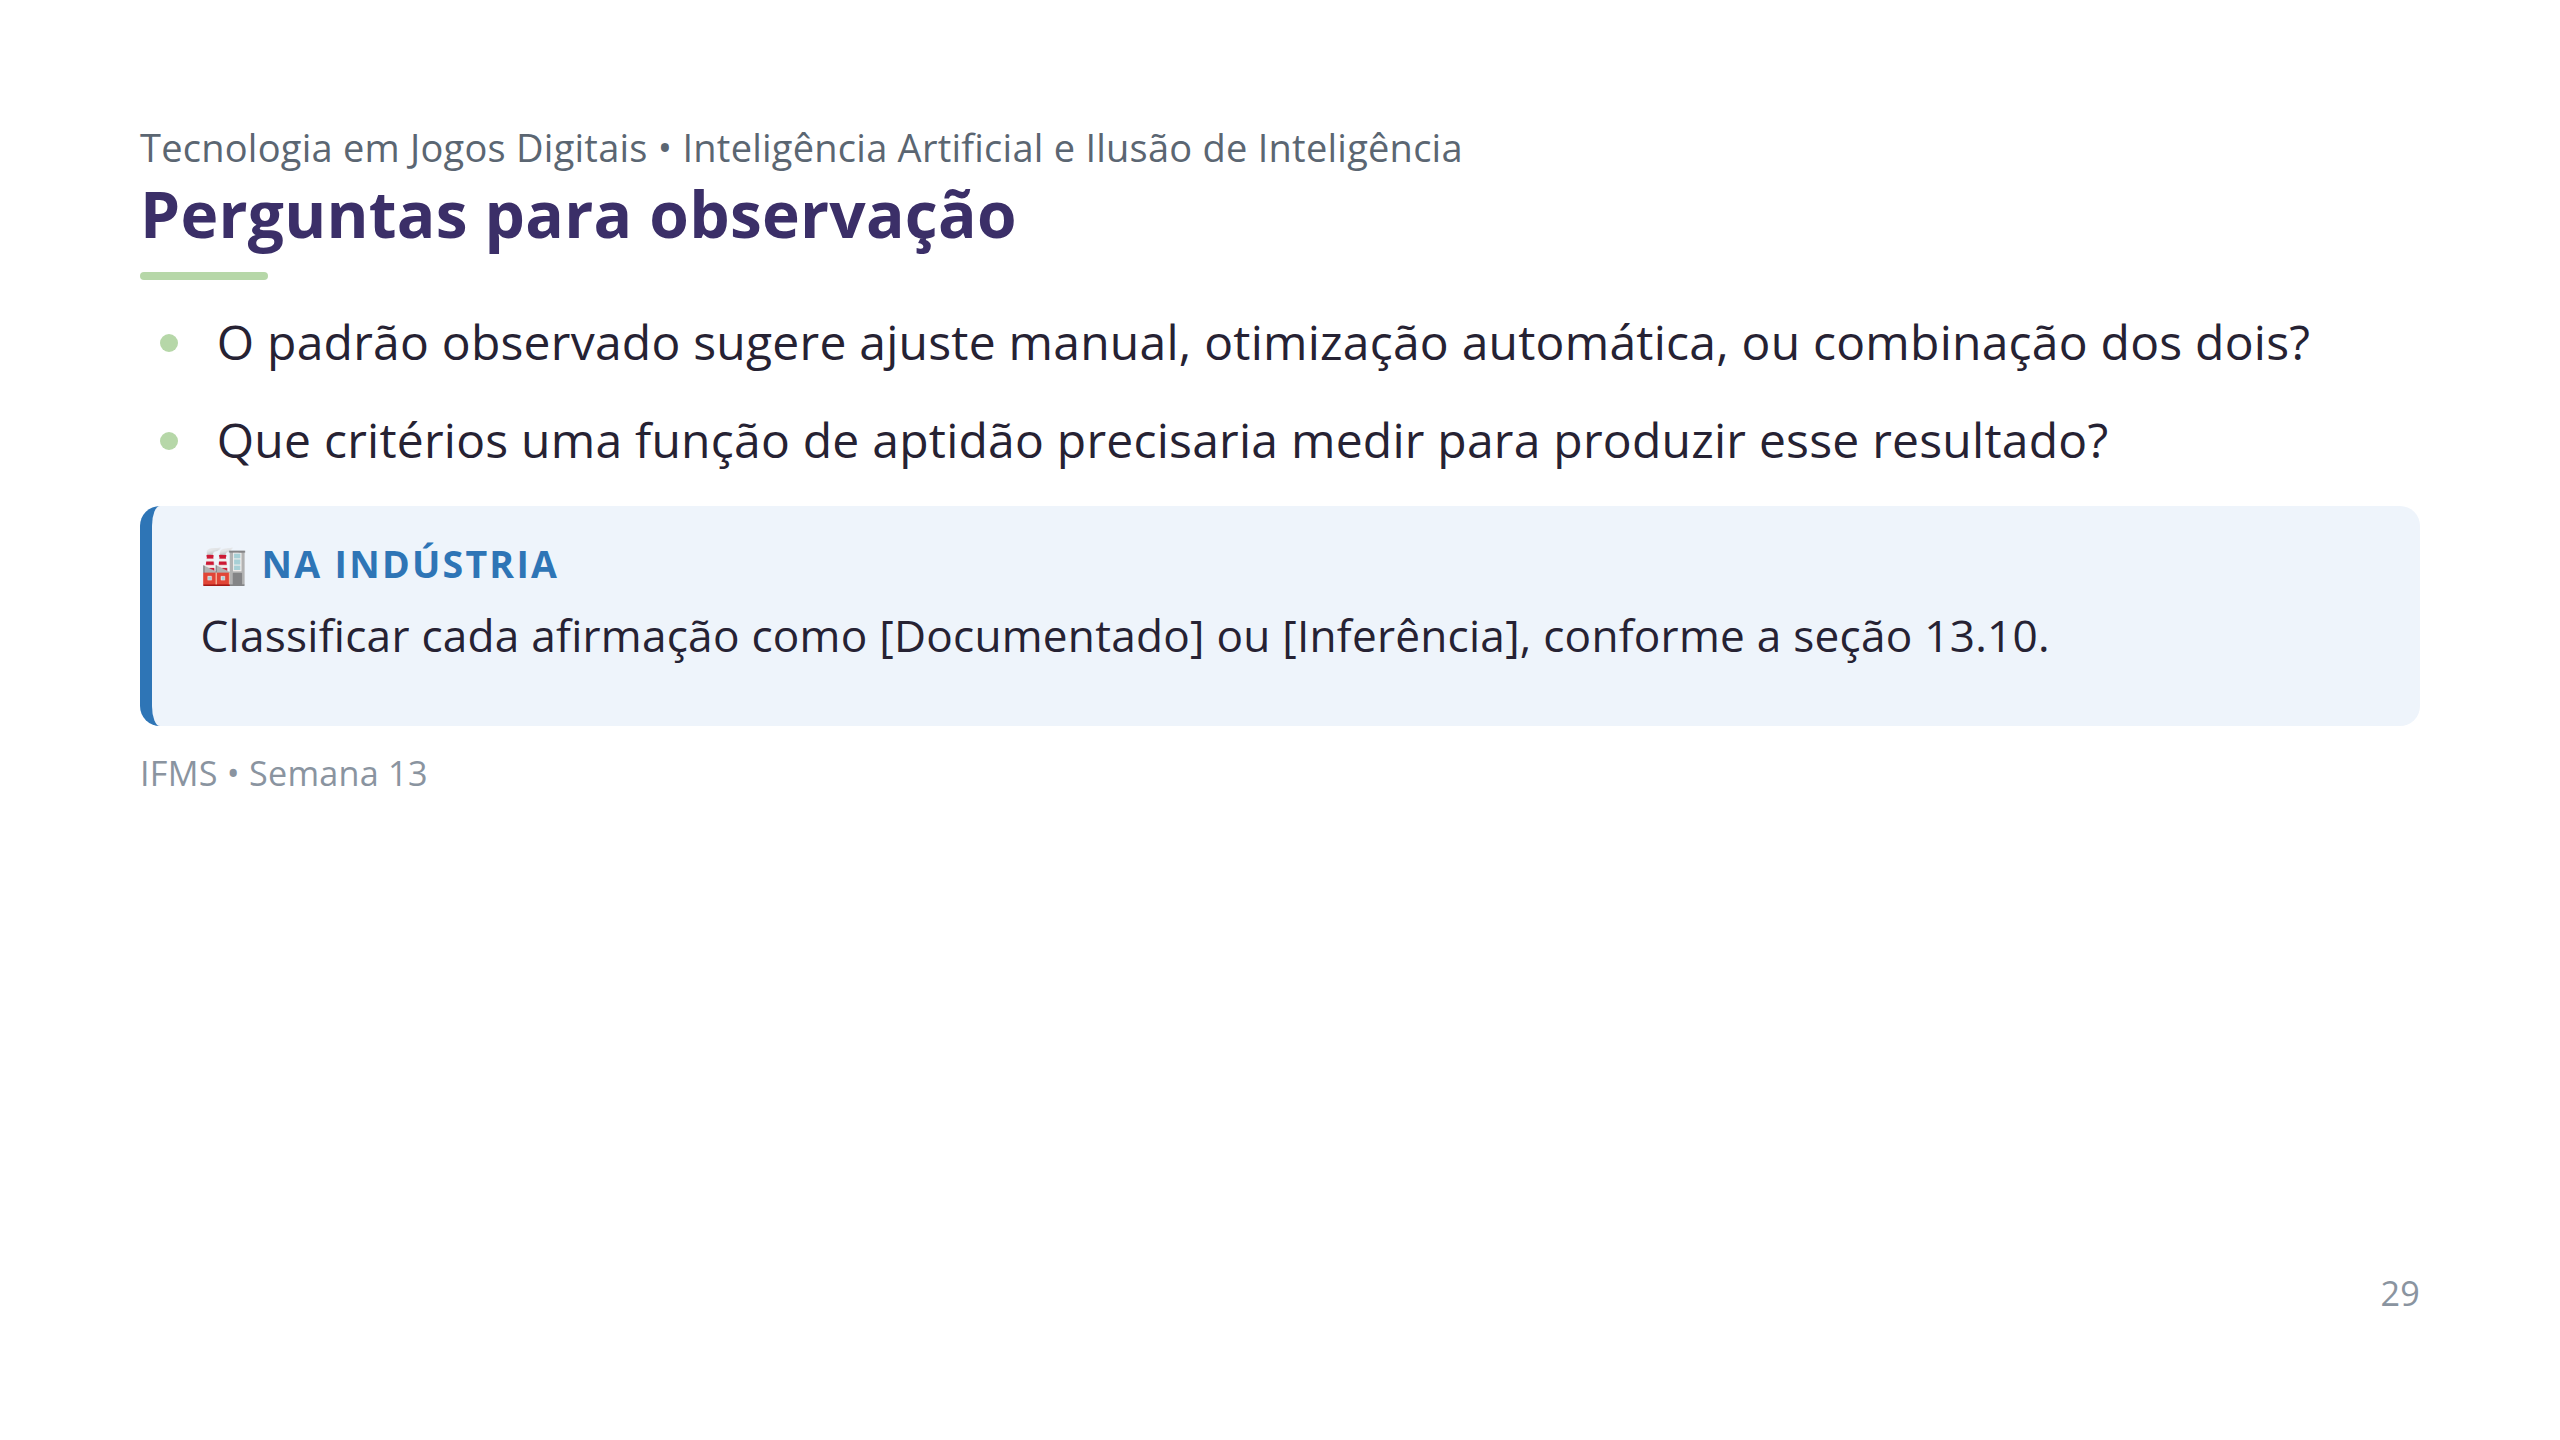 Tecnologia em Jogos Digitais • Inteligência Artificial e Ilusão de Inteligência
Perguntas para observação
• O padrão observado sugere ajuste manual, otimização automática, ou combinação dos dois?
• Que critérios uma função de aptidão precisaria medir para produzir esse resultado?
🏭 NA INDÚSTRIA
Classificar cada afirmação como [Documentado] ou [Inferência], conforme a seção 13.10.
IFMS • Semana 13
29